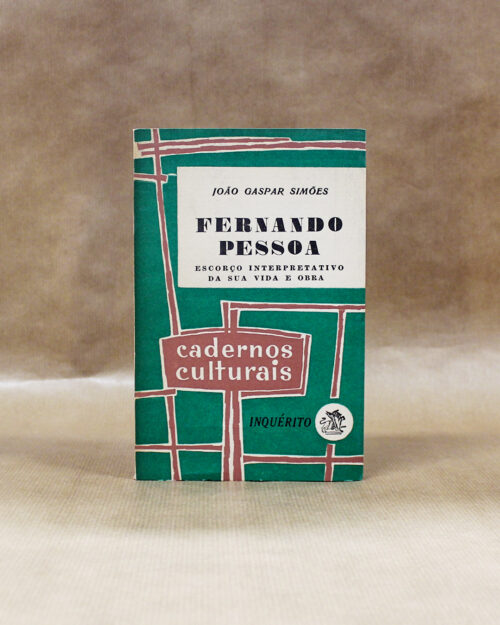 JOÃO GASPAR SIMÕES
FERNANDO
PESSOA
ESCORÇO INTERPRETATIVO
DA SUA VIDA E OBRA
cadernos
culturais
INQUÉRITO